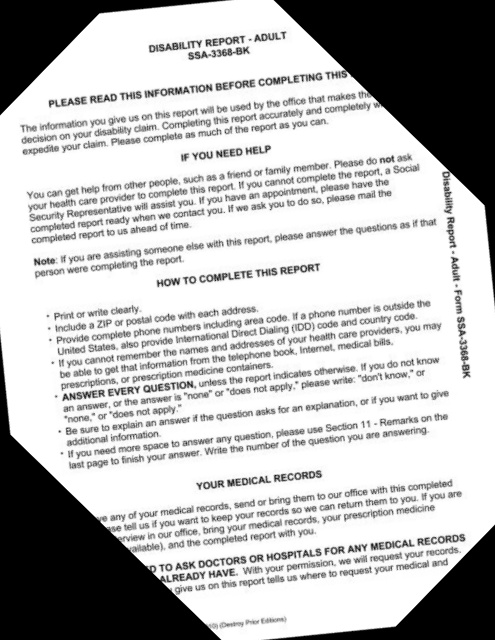 DISABILITY REPORT - ADULT
SSA-3368-BK
PLEASE READ THIS INFORMATION BEFORE COMPLETING THIS
The information you give us on this report will be used by the office that makes the
decision on your disability claim. Completing this report accurately and completely
expedite your claim. Please complete as much of the report as you can.
IF YOU NEED HELP
You can get help from other people, such as a friend or family member. Please do not ask
your health care provider to complete this report. If you cannot complete the report, a Social
Security Representative will assist you. If you have an appointment, please have the
completed report ready when we contact you. If we ask you to do so, please mail the
completed report to us ahead of time.
Note: If you are assisting someone else with this report, please answer the questions as if that
person were completing the report.
HOW TO COMPLETE THIS REPORT
• Print or write clearly.
• Include a ZIP or postal code with each address.
• Provide complete phone numbers including area code. If a phone number is outside the
United States, also provide International Direct Dialing (IDD) code and country code.
• If you cannot remember the names and addresses of your health care providers, you may
be able to get that information from the telephone book, Internet, medical bills,
prescriptions, or prescription medicine containers.
• ANSWER EVERY QUESTION, unless the report indicates otherwise. If you do not know
an answer, or the answer is "none" or "does not apply," please write: "don't know," or
"none," or "does not apply."
• Be sure to explain an answer if the question asks for an explanation, or if you want to give
additional information.
• If you need more space to answer any question, please use Section 11 - Remarks on the
last page to finish your answer. Write the number of the question you are answering.
YOUR MEDICAL RECORDS
any of your medical records, send or bring them to our office with this completed
tell us if you want to keep your records so we can return them to you. If you are
in our office, bring your medical records, your prescription medicine
and the completed report with you.
TO ASK DOCTORS OR HOSPITALS FOR ANY MEDICAL RECORDS
ALREADY HAVE. With your permission, we will request your records.
give us on this report tells us where to request your medical and
(Destroy Prior Editions)
Disability Report - Adult - Form SSA-3368-BK